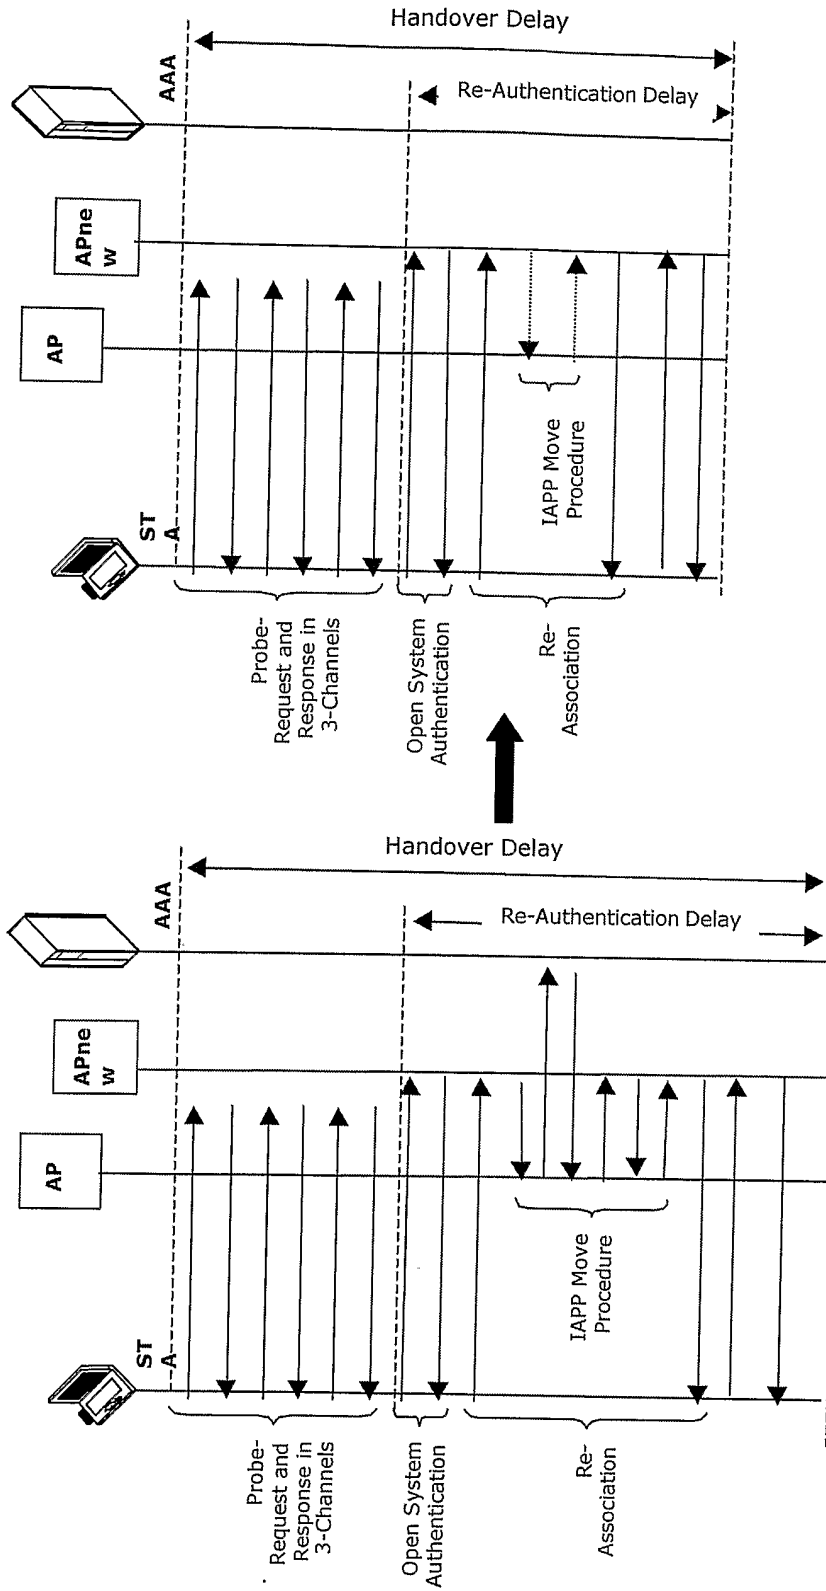 ST
A
AP
APne
w
AAA
Probe-
Request and
Response in
3-Channels
Open System
Authentication
Re-
Association
IAPP Move
Procedure
Re-Authentication Delay
Handover Delay
ST
A
AP
APne
w
AAA
Probe-
Request and
Response in
3-Channels
Open System
Authentication
Re-
Association
IAPP Move
Procedure
Re-Authentication Delay
Handover Delay